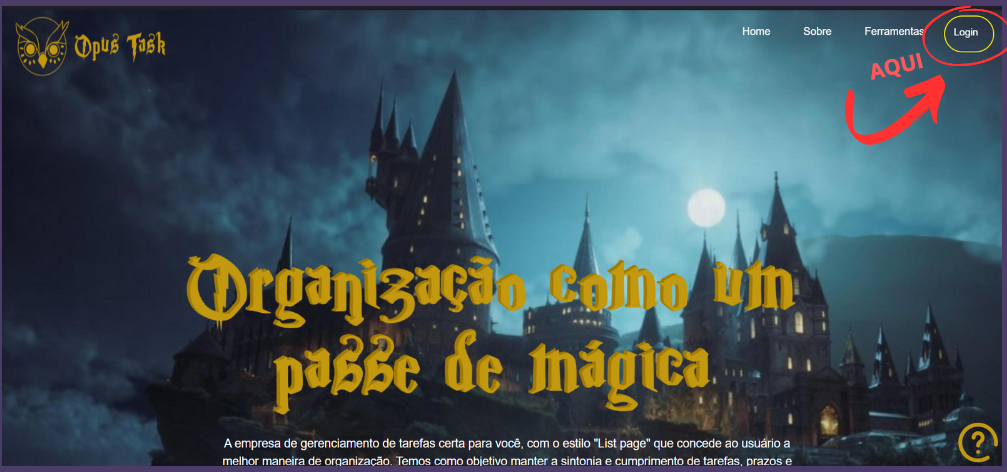 Opus Task
Home Sobre Ferramentas Login
AQUI
Organização como um
passe de mágica
A empresa de gerenciamento de tarefas certa para você, com o estilo "List page" que concede ao usuário a
melhor maneira de organização. Temos como objetivo manter a sintonia e cumprimento de tarefas, prazos e
?